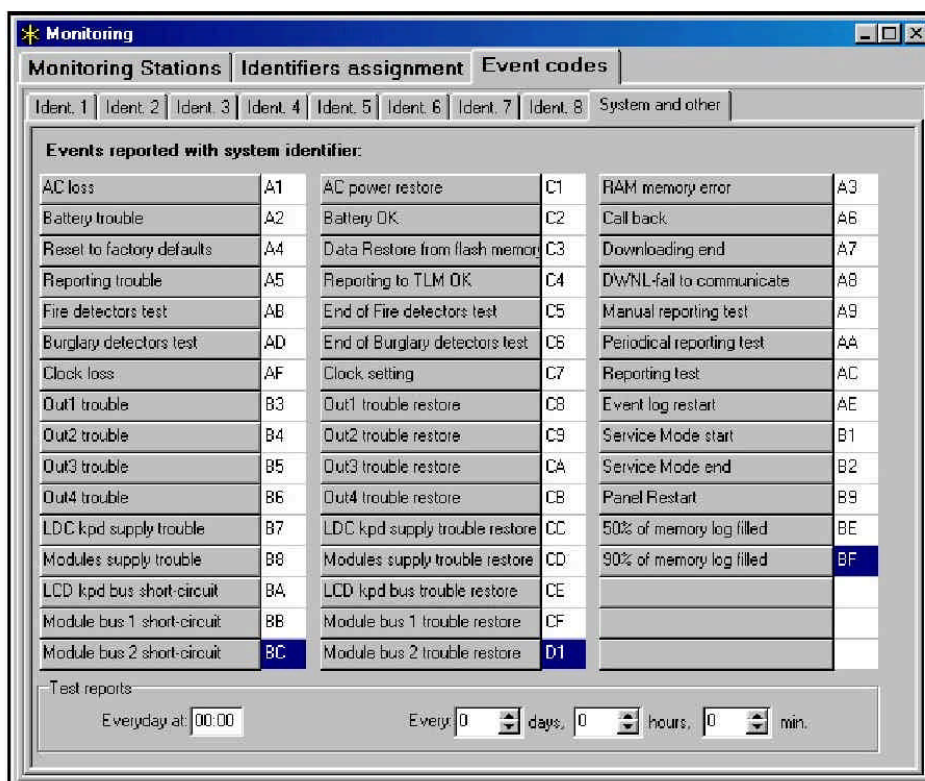 Monitoring
Monitoring Stations Identifiers assignment Event codes
Ident. 1 Ident. 2 Ident. 3 Ident. 4 Ident. 5 Ident. 6 Ident. 7 Ident. 8 System and other
Events reported with system identifier:
AC loss A1 AC power restore C1 RAM memory error A3
Battery trouble A2 Battery OK C2 Call back A6
Reset to factory defaults A4 Data Restore from flash memor C3 Downloading end A7
Reporting trouble A5 Reporting to TLM OK C4 DWNL-fail to communicate A8
Fire detectors test AB End of Fire detectors test C5 Manual reporting test A9
Burglary detectors test AD End of Burglary detectors test C6 Periodical reporting test AA
Clock loss AF Clock setting C7 Reporting test AC
Out1 trouble B3 Out1 trouble restore C8 Event log restart AE
Out2 trouble B4 Out2 trouble restore C9 Service Mode start B1
Out3 trouble B5 Out3 trouble restore CA Service Mode end B2
Out4 trouble B6 Out4 trouble restore CB Panel Restart B9
LDC kpd supply trouble B7 LDC kpd supply trouble restore CC 50% of memory log filled BE
Modules supply trouble B8 Modules supply trouble restore CD 90% of memory log filled BF
LCD kpd bus short-circuit BA LCD kpd bus trouble restore CE
Module bus 1 short-circuit BB Module bus 1 trouble restore CF
Module bus 2 short-circuit BC Module bus 2 trouble restore D1
Test reports
Everyday at: 00:00 Every: 0 days, 0 hours, 0 min.